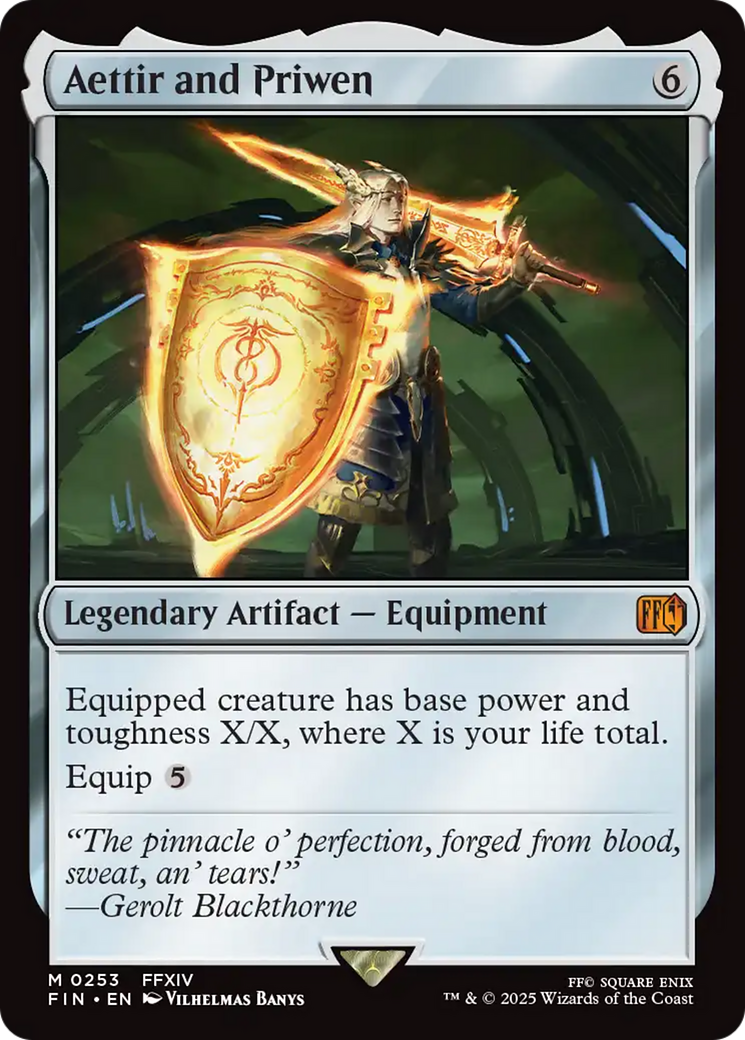 Aettir and Priwen 6
Legendary Artifact — Equipment FF
Equipped creature has base power and
toughness X/X, where X is your life total.
Equip 5
“The pinnacle o’ perfection, forged from blood,
sweat, an’ tears!”
—Gerolt Blackthorne
M 0253 FFXIV
FF© SQUARE ENIX
FIN • EN VILHELMAS BANYS
™ & © 2025 Wizards of the Coast